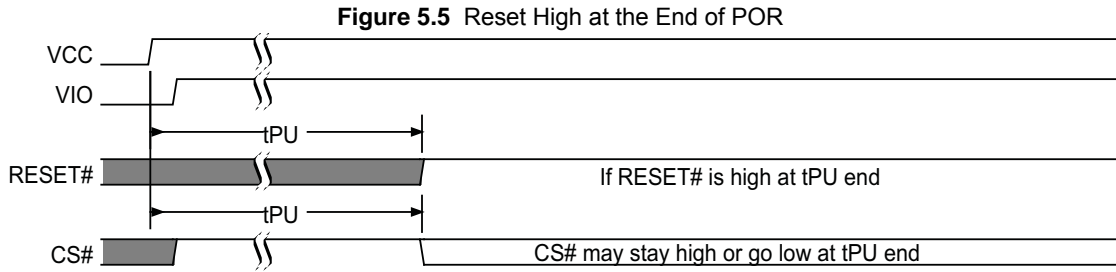 Figure 5.5 Reset High at the End of POR
VCC
VIO
tPU
RESET#
If RESET# is high at tPU end
tPU
CS#
CS# may stay high or go low at tPU end